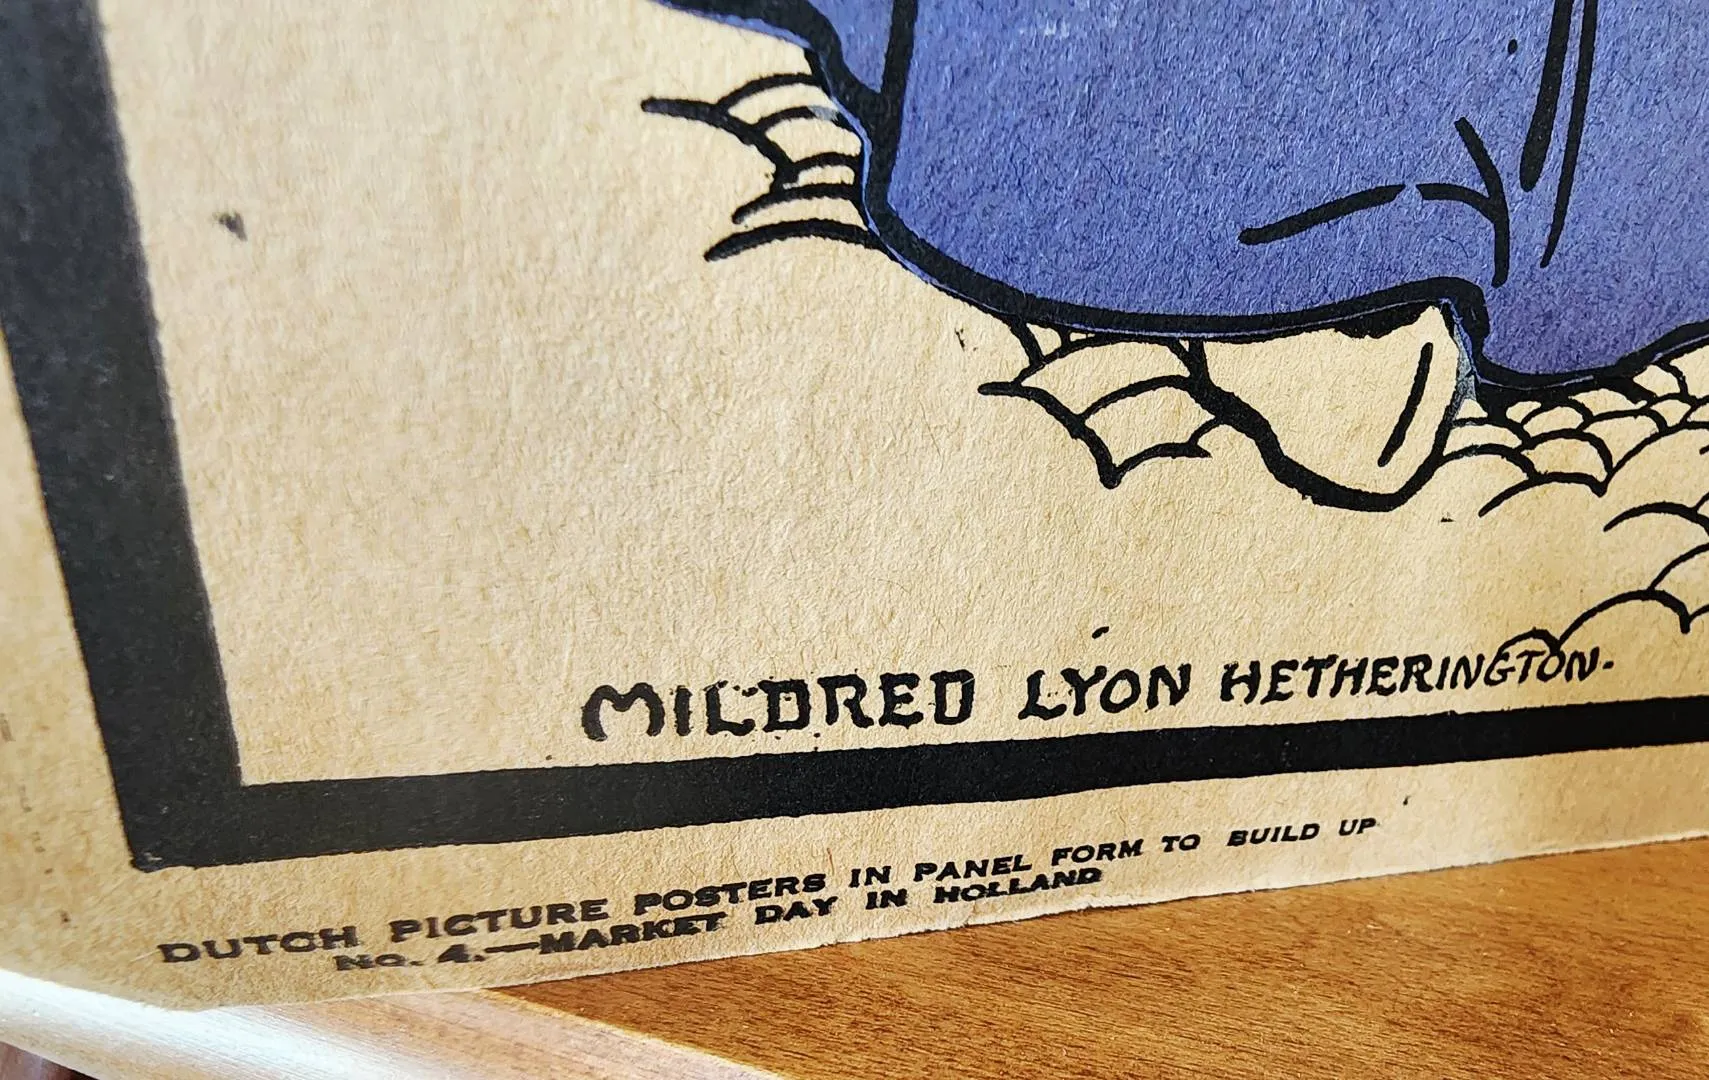 MILDRED LYON HETHERINGTON.
DUTCH PICTURE POSTERS IN PANEL FORM TO BUILD UP
No. 4.—MARKET DAY IN HOLLAND